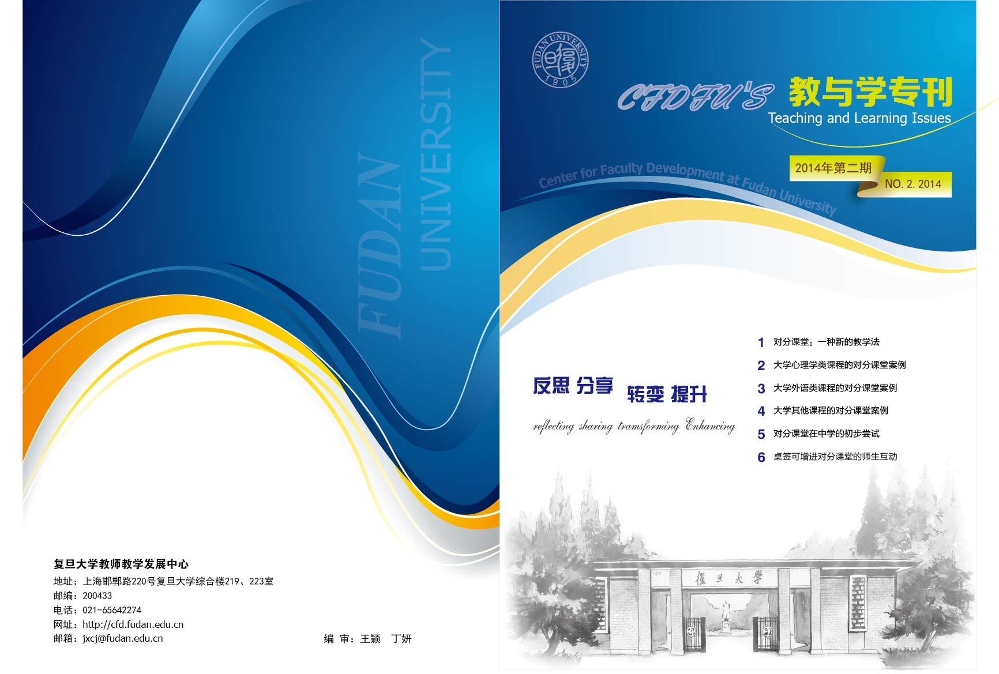 FUDAN
UNIVERSITY
复旦大学教师教学发展中心
地址：上海邯郸路220号复旦大学综合楼219、223室
邮编：200433
电话：021-65642274
网址：http://cfd.fudan.edu.cn
邮箱：jxcj@fudan.edu.cn
编 审：王颖 丁妍
FUDAN UNIVERSITY
復旦
1905
CFDFU'S 教与学专刊
Teaching and Learning Issues
2014年第二期
NO. 2. 2014
Center for Faculty Development at Fudan University
反思 分享 转变 提升
reflecting sharing tramsforming Enhancing
1 对分课堂：一种新的教学法
2 大学心理学类课程的对分课堂案例
3 大学外语类课程的对分课堂案例
4 大学其他课程的对分课堂案例
5 对分课堂在中学的初步尝试
6 桌签可增进对分课堂的师生互动
復旦大學